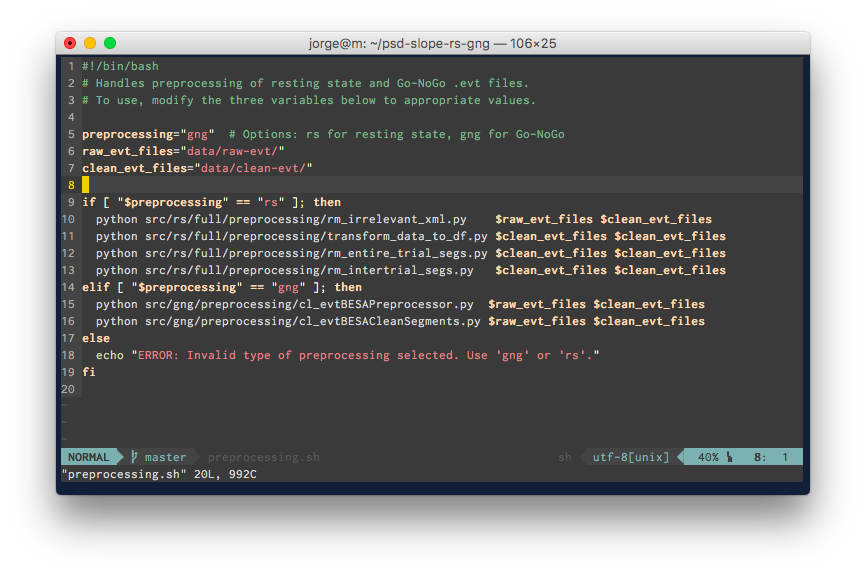 jorge@m: ~/psd-slope-rs-gng — 106×25
1 #!/bin/bash
2 # Handles preprocessing of resting state and Go-NoGo .evt files.
3 # To use, modify the three variables below to appropriate values.
4
5 preprocessing="gng"  # Options: rs for resting state, gng for Go-NoGo
6 raw_evt_files="data/raw-evt/"
7 clean_evt_files="data/clean-evt/"
8
9 if [ "$preprocessing" == "rs" ]; then
10   python src/rs/full/preprocessing/rm_irrelevant_xml.py    $raw_evt_files $clean_evt_files
11   python src/rs/full/preprocessing/transform_data_to_df.py $clean_evt_files $clean_evt_files
12   python src/rs/full/preprocessing/rm_entire_trial_segs.py $clean_evt_files $clean_evt_files
13   python src/rs/full/preprocessing/rm_intertrial_segs.py   $clean_evt_files $clean_evt_files
14 elif [ "$preprocessing" == "gng" ]; then
15   python src/gng/preprocessing/cl_evtBESAPreprocessor.py  $raw_evt_files $clean_evt_files
16   python src/gng/preprocessing/cl_evtBESACleanSegments.py $raw_evt_files $clean_evt_files
17 else
18   echo "ERROR: Invalid type of preprocessing selected. Use 'gng' or 'rs'."
19 fi
20
~
~
~
NORMAL master preprocessing.sh sh utf-8[unix] 40% 8: 1
"preprocessing.sh" 20L, 992C